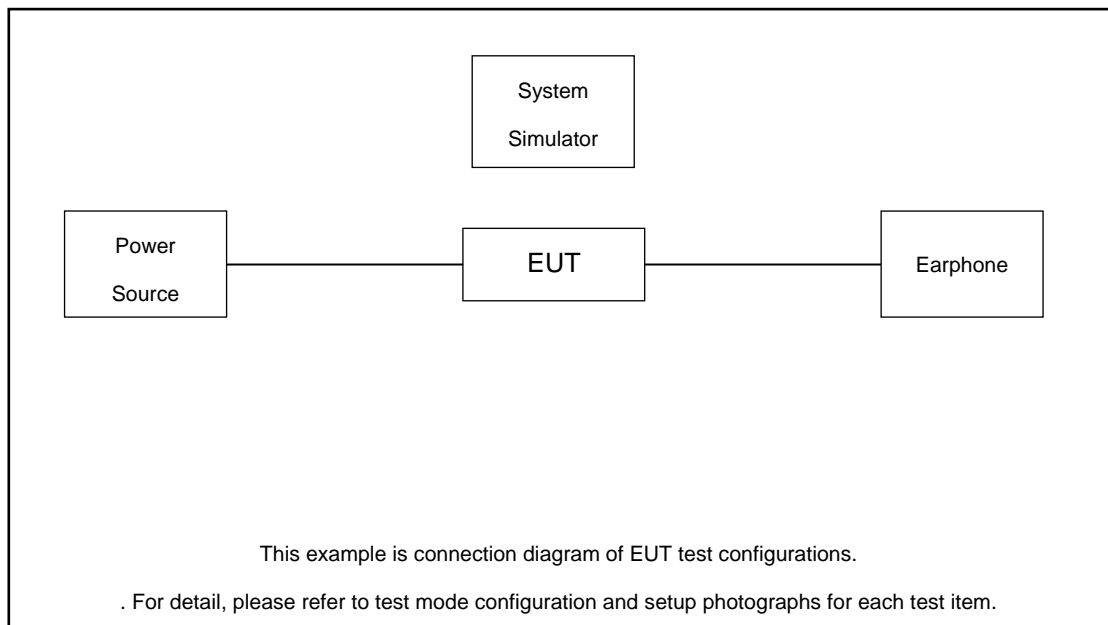 System
Simulator
Power
Source
EUT
Earphone
This example is connection diagram of EUT test configurations.
. For detail, please refer to test mode configuration and setup photographs for each test item.